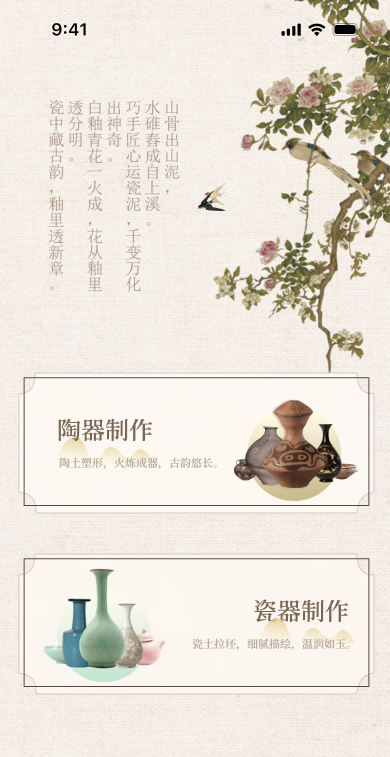 9:41
山骨出山泥，
水碓舂成自上溪。
巧手匠心运瓷泥，千变万化
出神奇。
白釉青花一火成，花从釉里
透分明。
瓷中藏古韵，釉里透新章。
陶器制作
陶土塑形，火炼成器，古韵悠长。
瓷器制作
瓷土拉坯，细腻描绘，温润如玉。